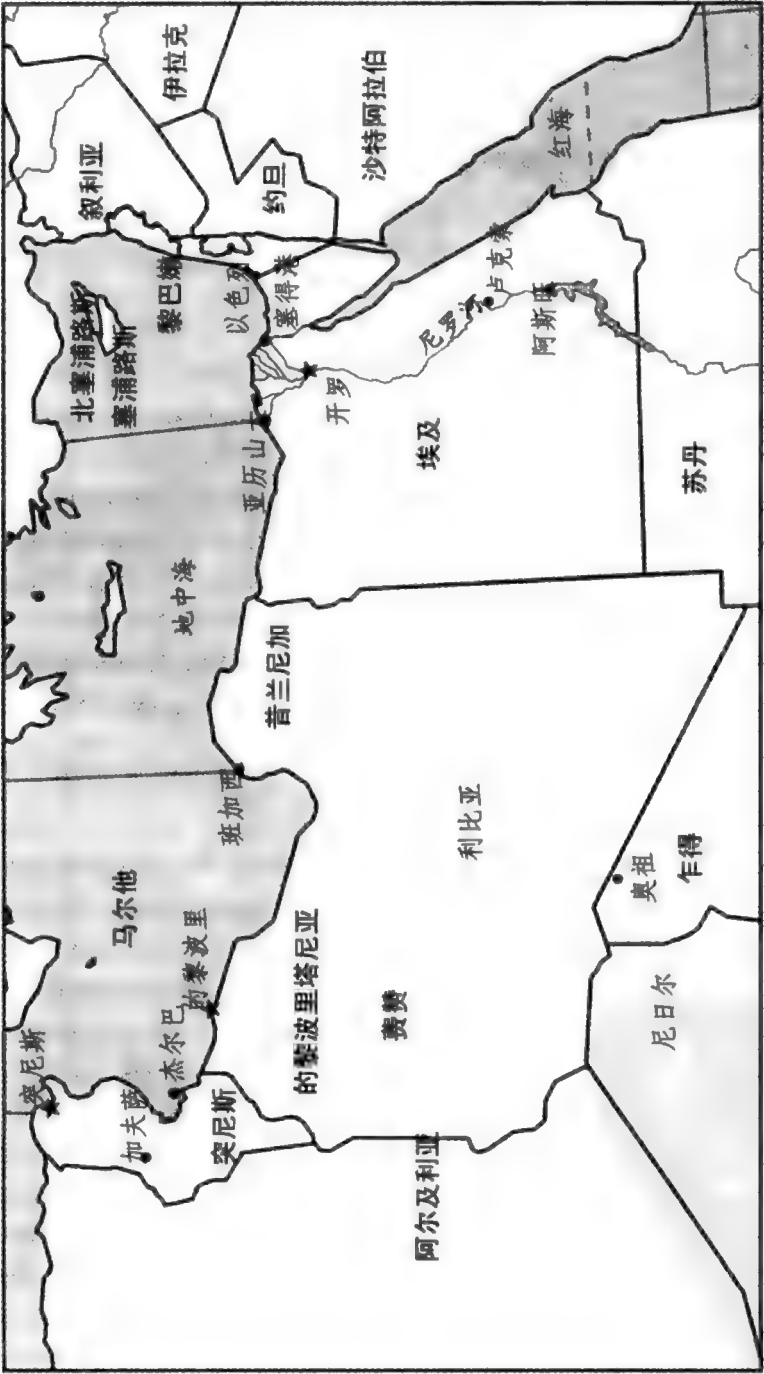 突尼斯
北塞浦路斯
叙利亚
马尔他
塞浦路斯
加夫萨
黎巴嫩
伊拉克
杰尔巴
地中海
的黎波里
突尼斯
班加西
以色列
亚历山大
昔兰尼加
约旦
塞得港
的黎波里塔尼亚
开罗
沙特阿拉伯
费赞
阿尔及利亚
埃及
尼罗河
利比亚
卢克索
阿斯旺
红海
奥祖
尼日尔
乍得
苏丹